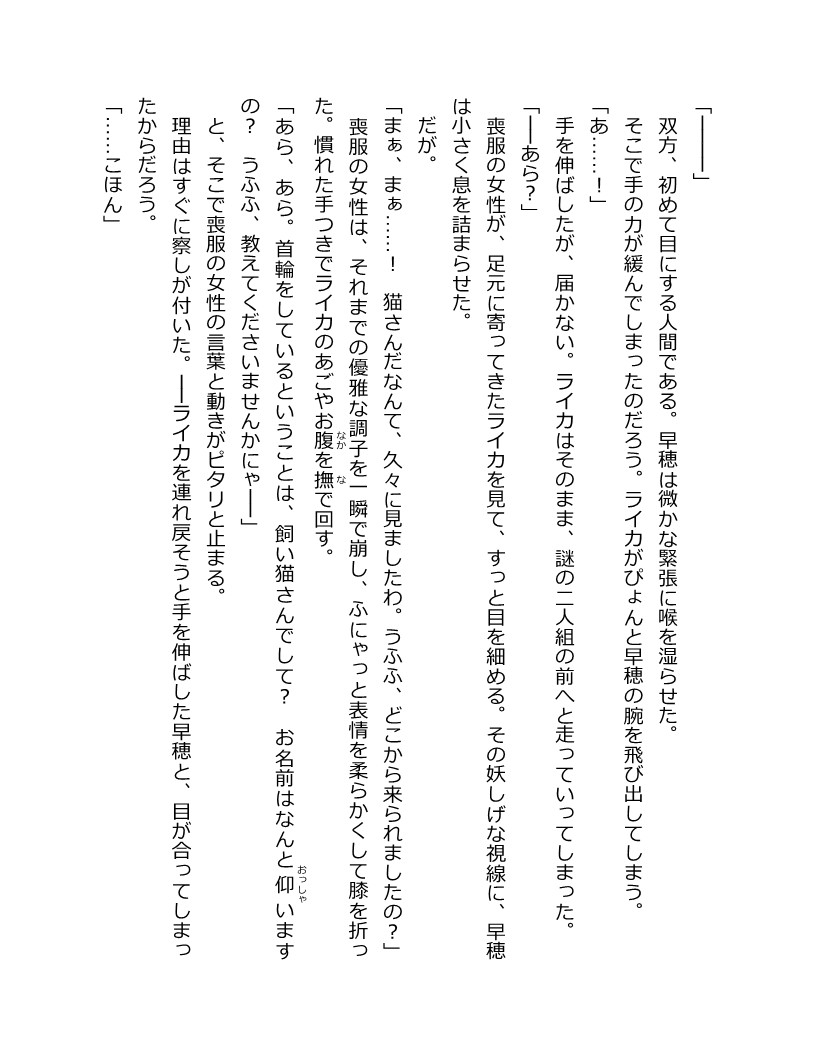 「――――」
双方、初めて目にする人間である。早穂は微かな緊張に喉を湿らせた。
そこで手の力が緩んでしまったのだろう。ライカがぴょんと早穂の腕を飛び出してしまう。
「あ……！」
手を伸ばしたが、届かない。ライカはそのまま、謎の二人組の前へと走っていってしまった。
「――あら？」
喪服の女性が、足元に寄ってきたライカを見て、すっと目を細める。その妖しげな視線に、早穂
は小さく息を詰まらせた。
だが。
「まぁ、まぁ……！　猫さんだなんて、久々に見ましたわ。うふふ、どこから来られましたの？」
喪服の女性は、それまでの優雅な調子を一瞬で崩し、ふにゃっと表情を柔らかくして膝を折っ
た。慣れた手つきでライカのあごやお腹を撫で回す。
「あら、あら。首輪をしているということは、飼い猫さんでして？　お名前はなんと仰います
の？　うふふ、教えてくださいませんかにゃ――」
と、そこで喪服の女性の言葉と動きがピタリと止まる。
理由はすぐに察しが付いた。――ライカを連れ戻そうと手を伸ばした早穂と、目が合ってしまっ
たからだろう。
「……こほん」